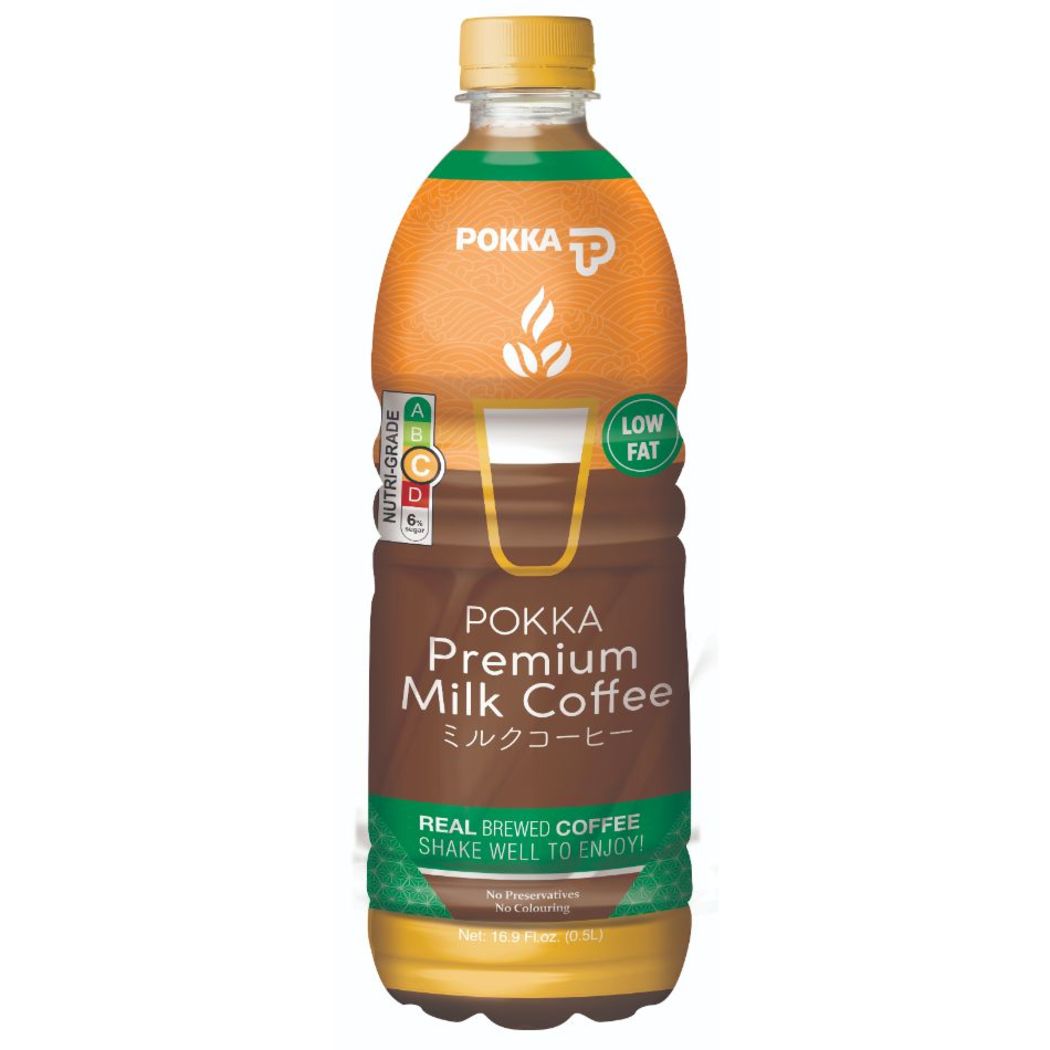 POKKA
NUTRI-GRADE
A
B
C
D
6%
sugar
LOW
FAT
POKKA
Premium
Milk Coffee
ミルクコーヒー
REAL BREWED COFFEE
SHAKE WELL TO ENJOY!
No Preservatives
No Colouring
Net: 16.9 Fl.oz. (0.5L)